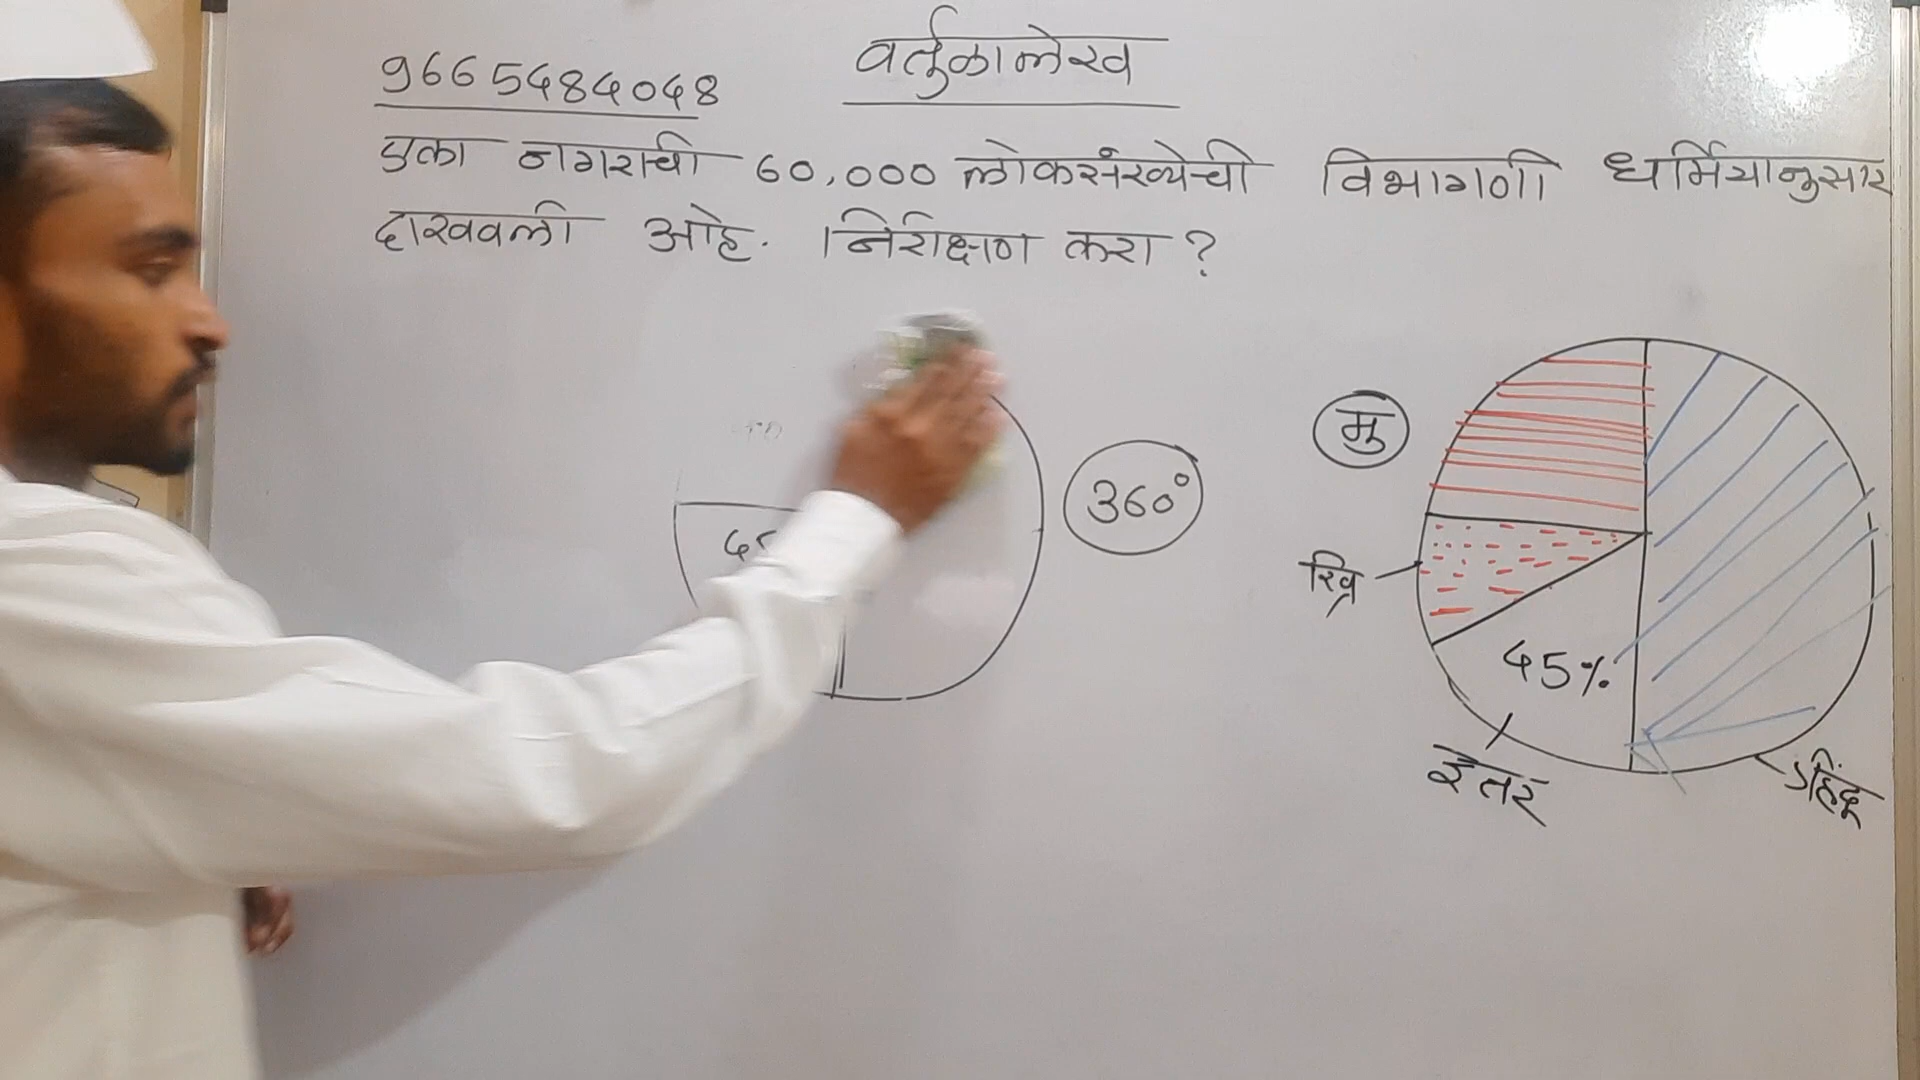 वर्तुळालेख
9665484048
एका नगराची 60,000 लोकसंख्येची विभागणी धर्मियानुसार
दाखवली आहे. निरीक्षण करा ?
360°
मु
ख्रि
45%
इतर
हिंदू